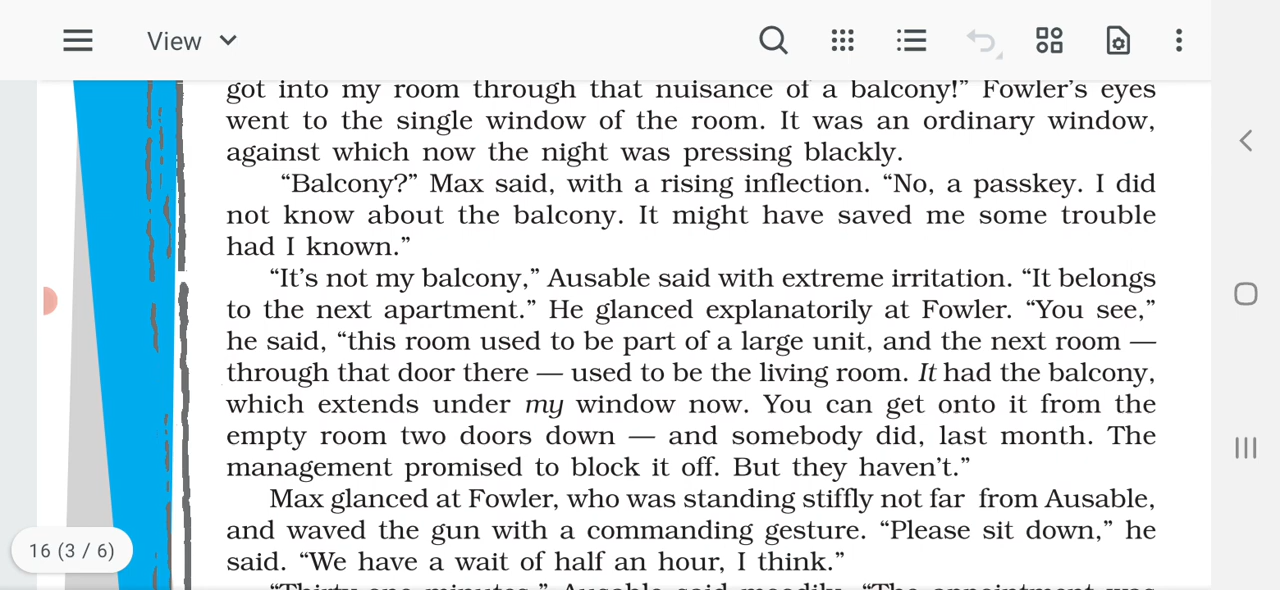 View
got into my room through that nuisance of a balcony!” Fowler’s eyes
went to the single window of the room. It was an ordinary window,
against which now the night was pressing blackly.
“Balcony?” Max said, with a rising inflection. “No, a passkey. I did
not know about the balcony. It might have saved me some trouble
had I known.”
“It’s not my balcony,” Ausable said with extreme irritation. “It belongs
to the next apartment.” He glanced explanatorily at Fowler. “You see,”
he said, “this room used to be part of a large unit, and the next room —
through that door there — used to be the living room. It had the balcony,
which extends under my window now. You can get onto it from the
empty room two doors down — and somebody did, last month. The
management promised to block it off. But they haven’t.”
Max glanced at Fowler, who was standing stiffly not far from Ausable,
and waved the gun with a commanding gesture. “Please sit down,” he
said. “We have a wait of half an hour, I think.”
16 (3 / 6)
“Thirty-one minutes,” Ausable said moodily. “The appointment was